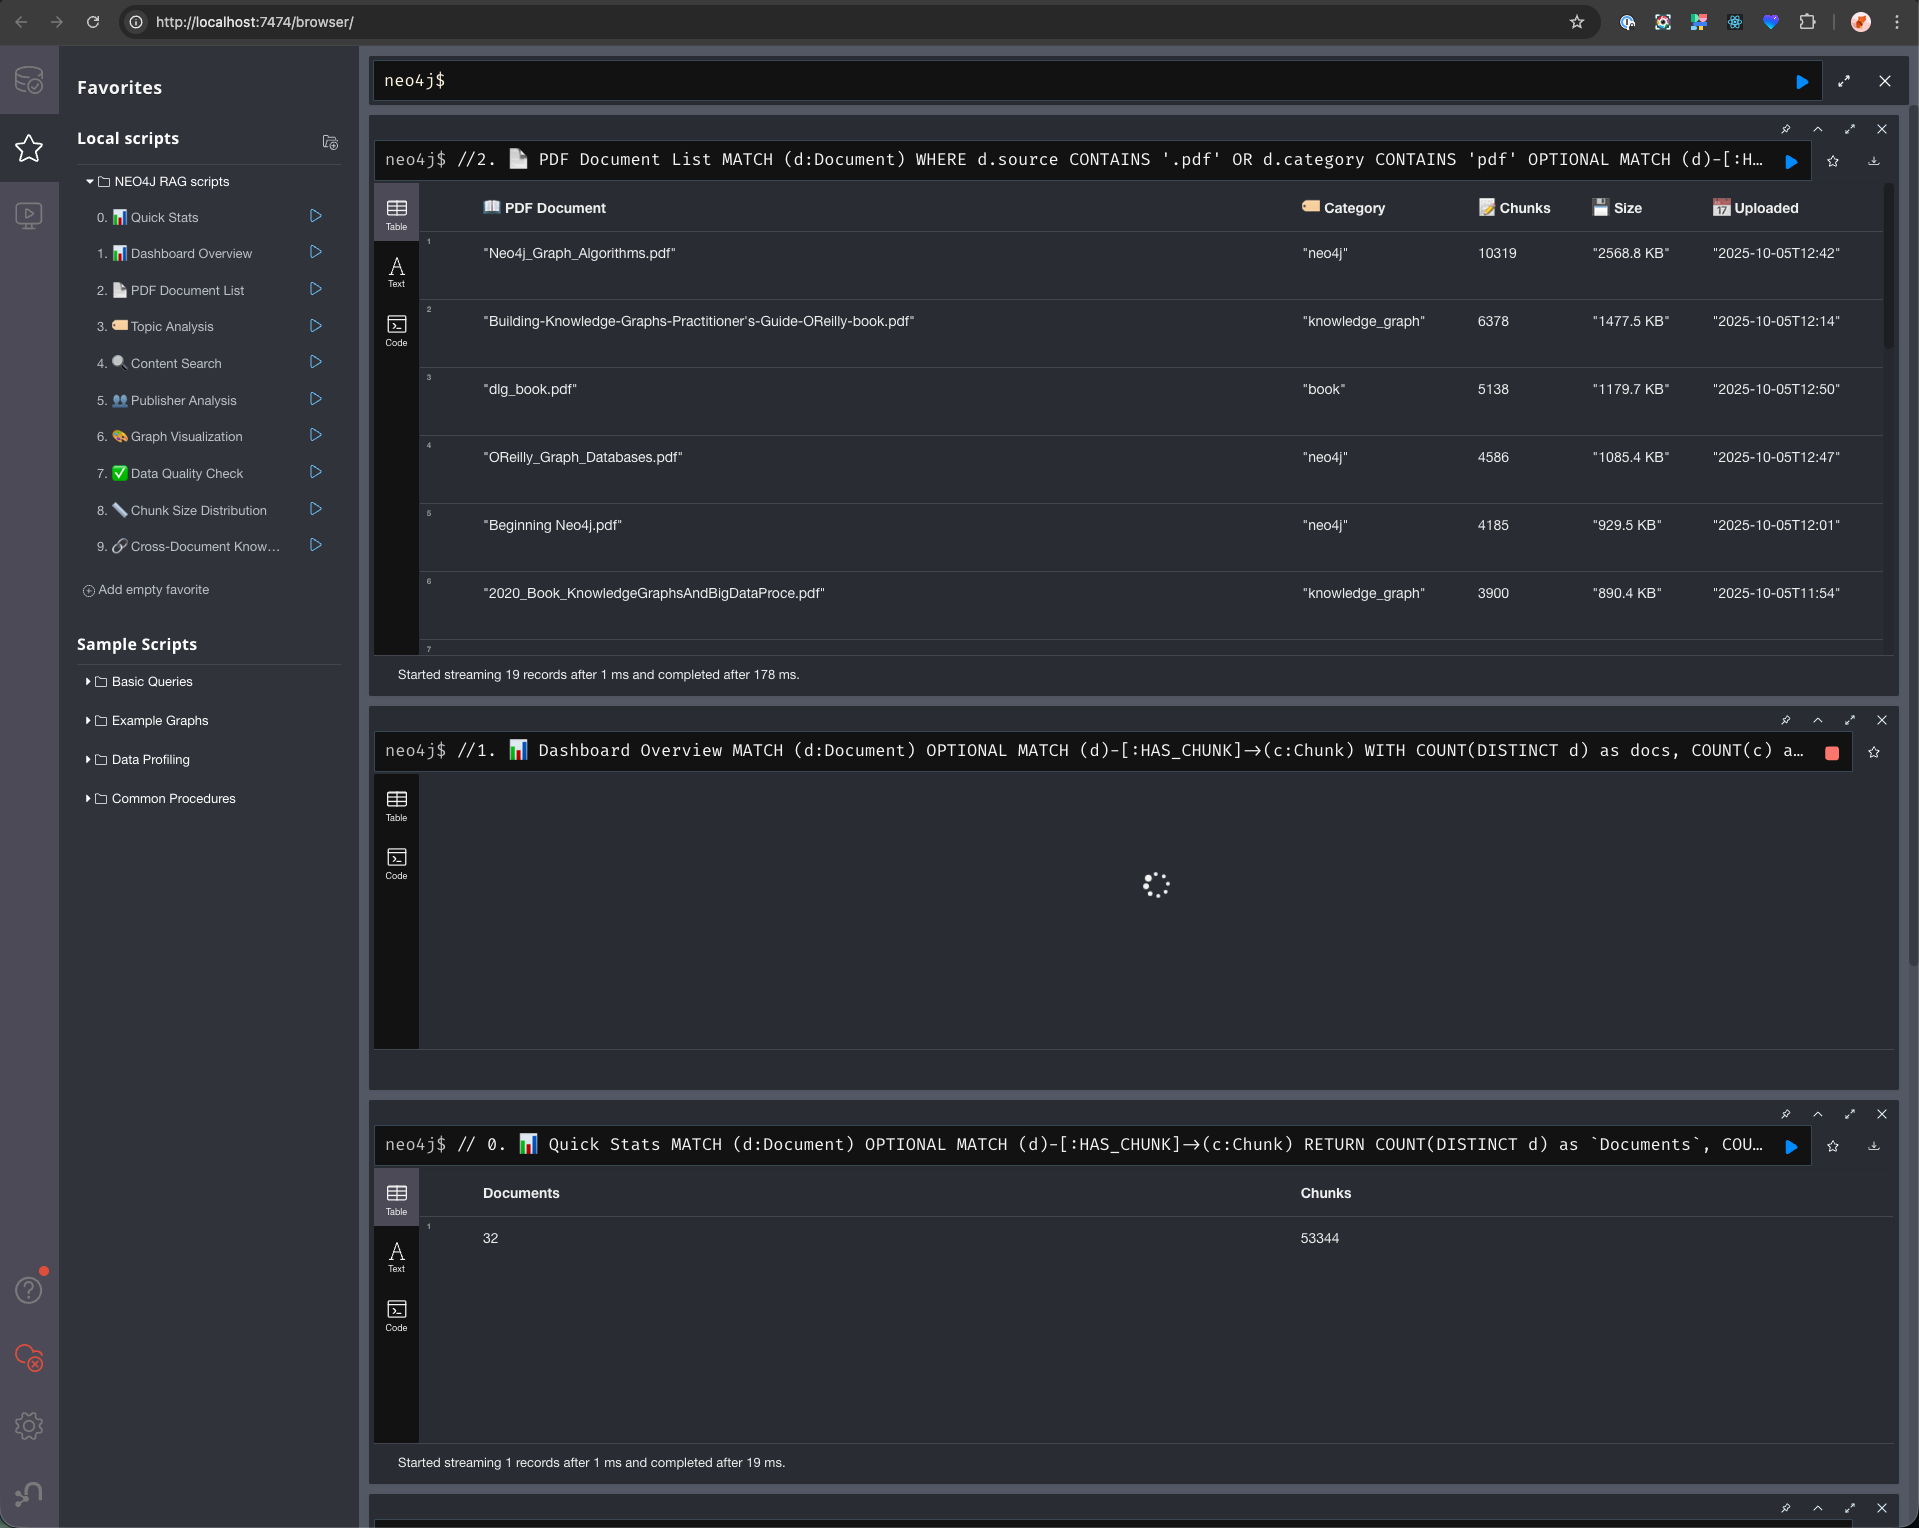 http://localhost:7474/browser/
Favorites
Local scripts
NEO4J RAG scripts
0. 📊 Quick Stats
1. 📊 Dashboard Overview
2. 📄 PDF Document List
3. 🏷️ Topic Analysis
4. 🔍 Content Search
5. 👥 Publisher Analysis
6. 🎨 Graph Visualization
7. ✅ Data Quality Check
8. 📏 Chunk Size Distribution
9. 🔗 Cross-Document Know…
Add empty favorite
Sample Scripts
Basic Queries
Example Graphs
Data Profiling
Common Procedures
neo4j$
neo4j$ //2. 📄 PDF Document List MATCH (d:Document) WHERE d.source CONTAINS '.pdf' OR d.category CONTAINS 'pdf' OPTIONAL MATCH (d)-[:H…
Table
Text
Code
📖 PDF Document 🏷️ Category 📝 Chunks 💾 Size 📅 Uploaded
1 "Neo4j_Graph_Algorithms.pdf" "neo4j" 10319 "2568.8 KB" "2025-10-05T12:42"
2 "Building-Knowledge-Graphs-Practitioner's-Guide-OReilly-book.pdf" "knowledge_graph" 6378 "1477.5 KB" "2025-10-05T12:14"
3 "dlg_book.pdf" "book" 5138 "1179.7 KB" "2025-10-05T12:50"
4 "OReilly_Graph_Databases.pdf" "neo4j" 4586 "1085.4 KB" "2025-10-05T12:47"
5 "Beginning Neo4j.pdf" "neo4j" 4185 "929.5 KB" "2025-10-05T12:01"
6 "2020_Book_KnowledgeGraphsAndBigDataProce.pdf" "knowledge_graph" 3900 "890.4 KB" "2025-10-05T11:54"
7
Started streaming 19 records after 1 ms and completed after 178 ms.
neo4j$ //1. 📊 Dashboard Overview MATCH (d:Document) OPTIONAL MATCH (d)-[:HAS_CHUNK]->(c:Chunk) WITH COUNT(DISTINCT d) as docs, COUNT(c) a…
Table
Code
neo4j$ // 0. 📊 Quick Stats MATCH (d:Document) OPTIONAL MATCH (d)-[:HAS_CHUNK]->(c:Chunk) RETURN COUNT(DISTINCT d) as `Documents`, COU…
Table
Text
Code
Documents Chunks
1 32 53344
Started streaming 1 records after 1 ms and completed after 19 ms.